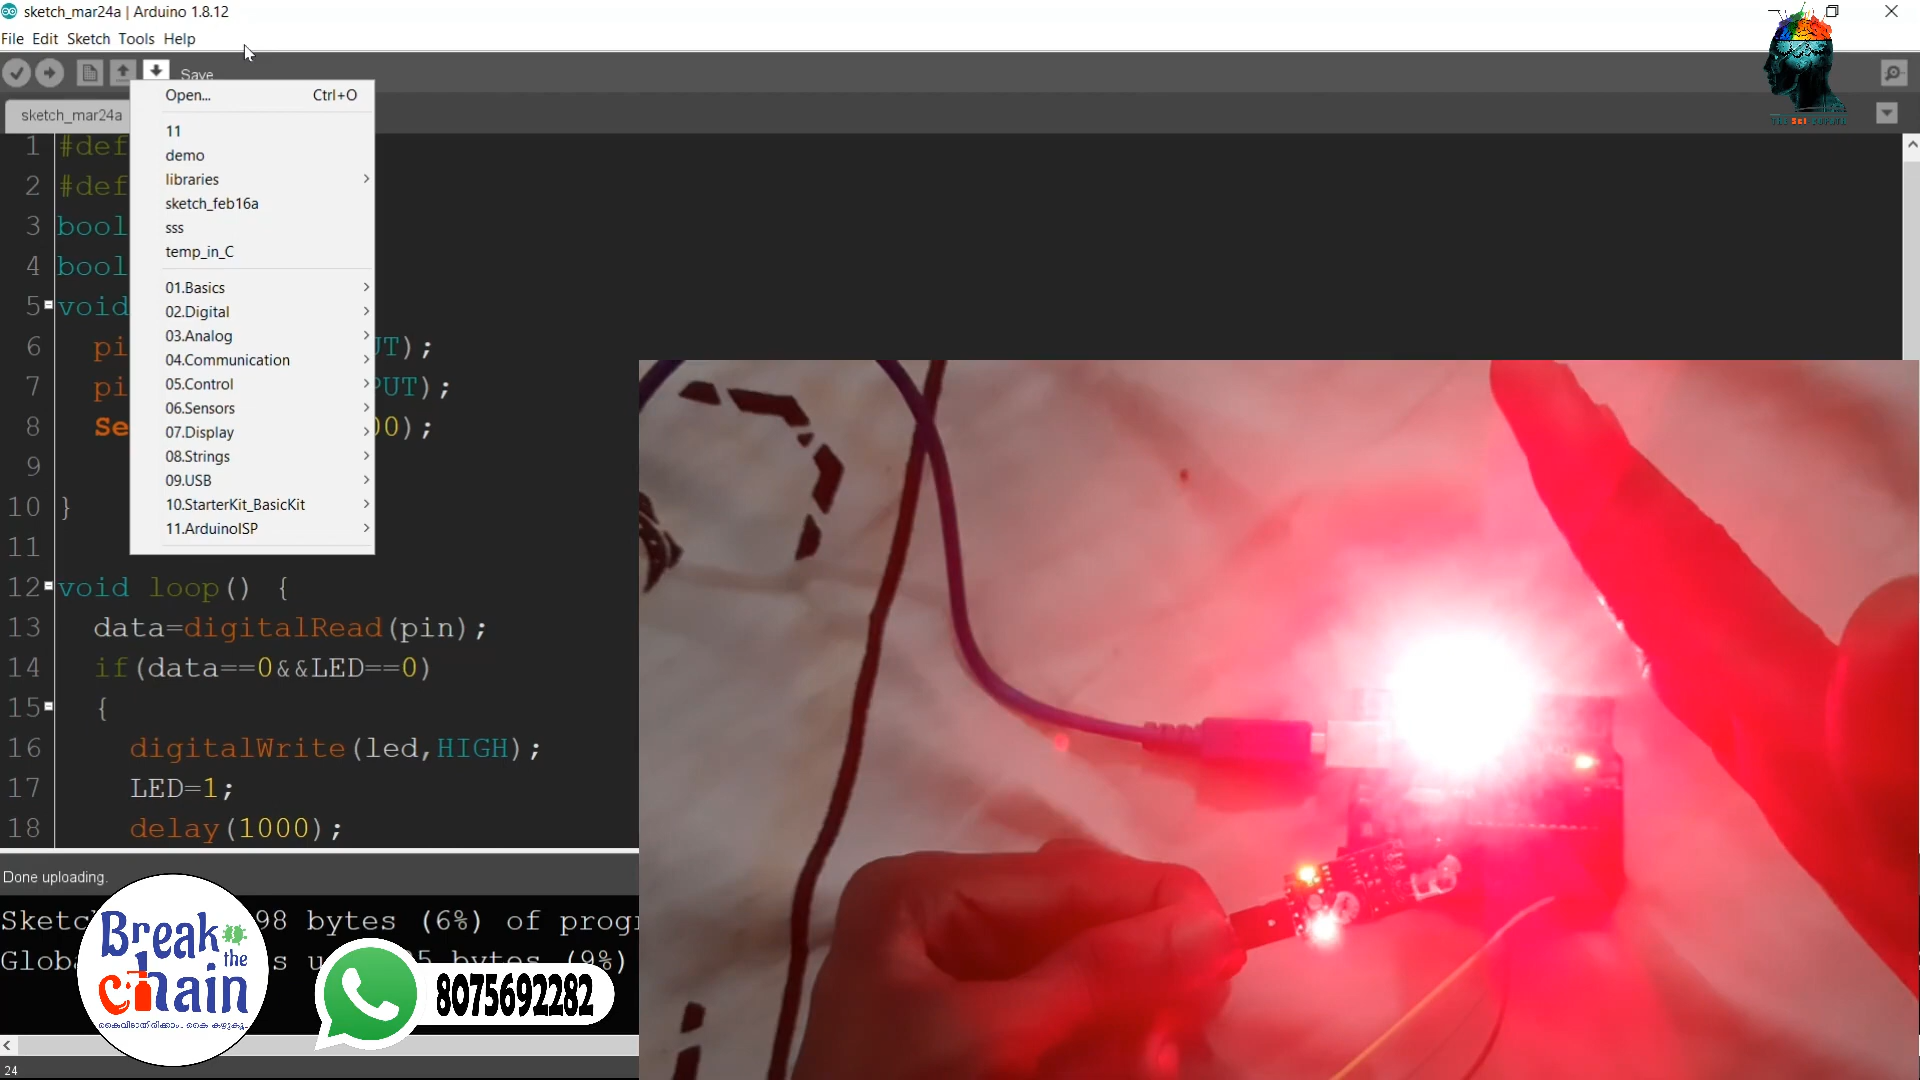 sketch_mar24a | Arduino 1.8.12
File Edit Sketch Tools Help
Save
sketch_mar24a
Open... Ctrl+O
11
demo
libraries
sketch_feb16a
sss
temp_in_C
01.Basics
02.Digital
03.Analog
04.Communication
05.Control
06.Sensors
07.Display
08.Strings
09.USB
10.StarterKit_BasicKit
11.ArduinoISP
1 #def
2 #def
3 bool
4 bool
5 void
6 pi UT);
7 pi PUT);
8 Se 00);
9
10 }
11
12 void loop() {
13 data=digitalRead(pin);
14 if(data==0&&LED==0)
15 {
16 digitalWrite(led,HIGH);
17 LED=1;
18 delay(1000);
Done uploading.
Sketc 98 bytes (6%) of prog
Globa s u 95 bytes (9%)
Break
the
chain
കൈവിടാതിരിക്കാം.. കൈ കഴുകൂ..
8075692282
24